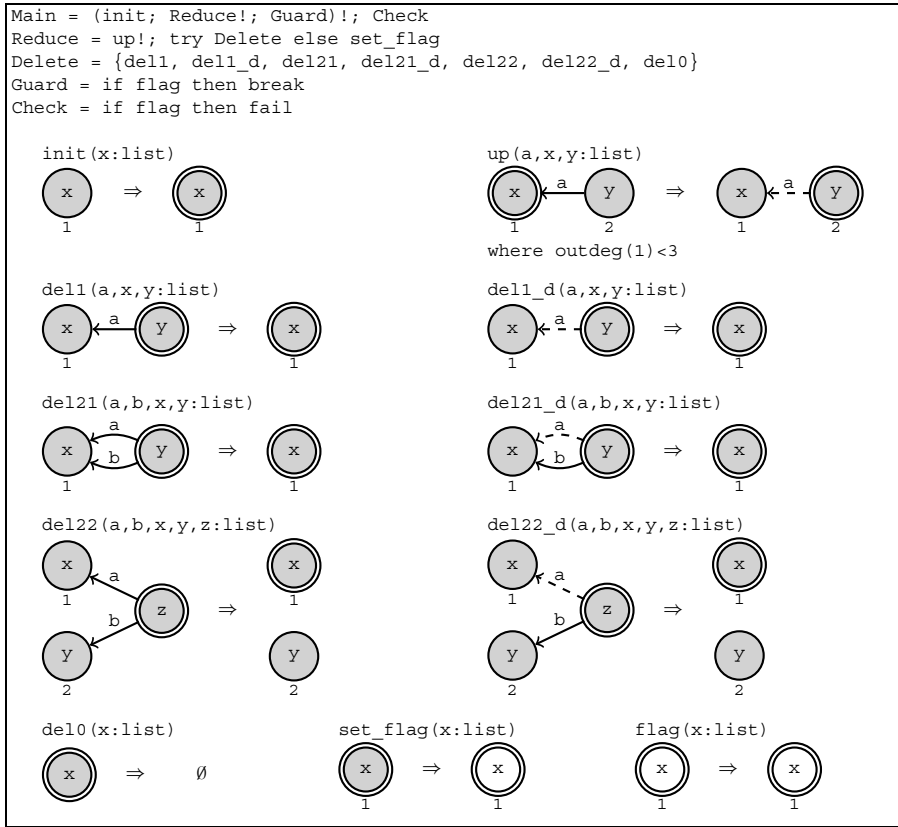 Main = (init; Reduce!; Guard)!; Check
Reduce = up!; try Delete else set_flag
Delete = {del1, del1_d, del21, del21_d, del22, del22_d, del0}
Guard = if flag then break
Check = if flag then fail
init(x:list)
x ⇒ x
1 1
up(a,x,y:list)
x a y ⇒ x a y
1 2 1 2
where outdeg(1)<3
del1(a,x,y:list)
x a y ⇒ x
1 1
del1_d(a,x,y:list)
x a y ⇒ x
1 1
del21(a,b,x,y:list)
a
x y ⇒ x
b
1 1
del21_d(a,b,x,y:list)
a
x y ⇒ x
b
1 1
del22(a,b,x,y,z:list)
x x
a
1 1
z ⇒
b
y y
2 2
del22_d(a,b,x,y,z:list)
x x
a
1 1
z ⇒
b
y y
2 2
del0(x:list)
x ⇒ ∅
set_flag(x:list)
x ⇒ x
1 1
flag(x:list)
x ⇒ x
1 1